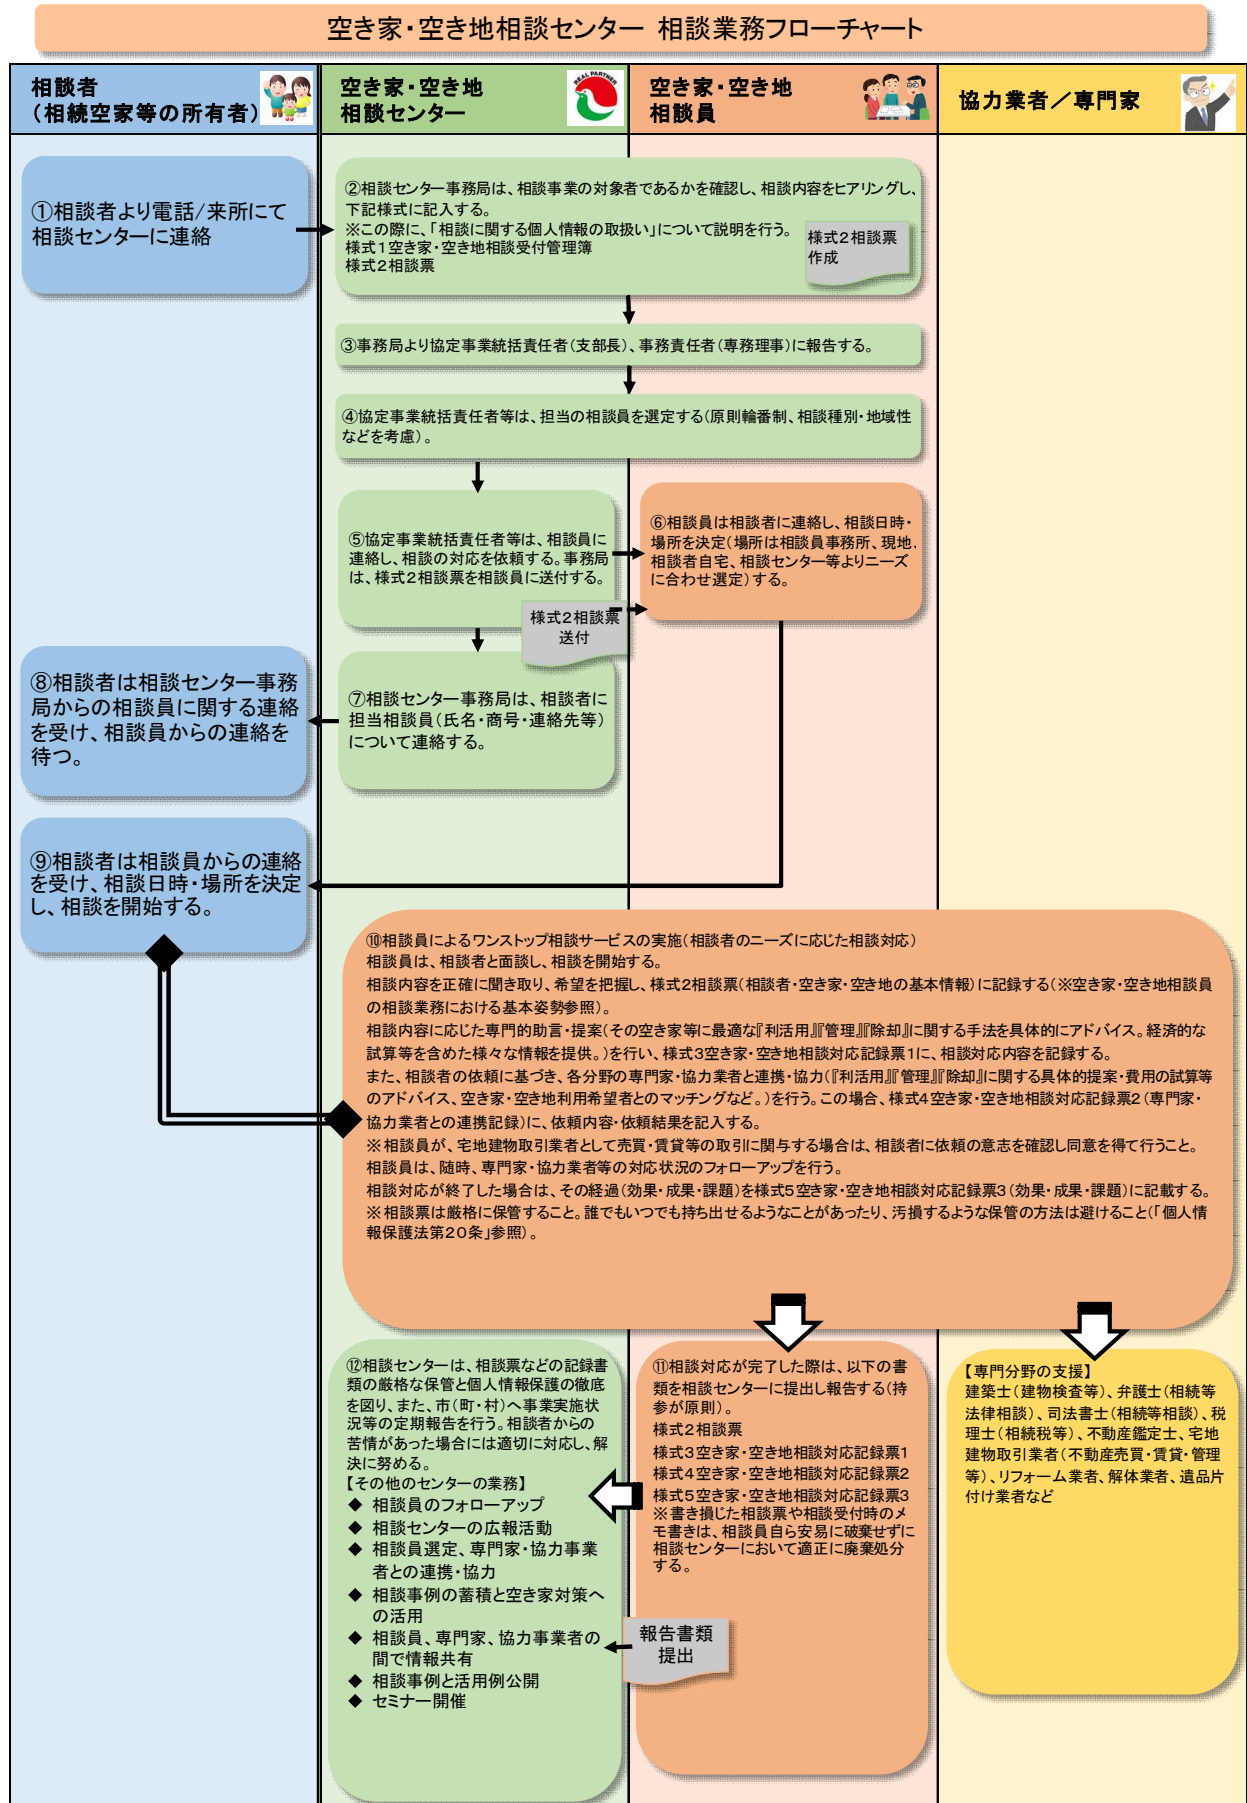 空き家・空き地相談センター 相談業務フローチャート
相談者
（相続空家等の所有者）
空き家・空き地
相談センター
REAL PARTNER
空き家・空き地
相談員
協力業者／専門家
①相談者より電話/来所にて
相談センターに連絡
②相談センター事務局は、相談事業の対象者であるかを確認し、相談内容をヒアリングし、
下記様式に記入する。
※この際に、「相談に関する個人情報の取扱い」について説明を行う。
様式１空き家・空き地相談受付管理簿
様式２相談票
様式２相談票
作成
③事務局より協定事業統括責任者（支部長）、事務責任者（専務理事）に報告する。
④協定事業統括責任者等は、担当の相談員を選定する（原則輪番制、相談種別・地域性
などを考慮）。
⑤協定事業統括責任者等は、相談員に
連絡し、相談の対応を依頼する。事務局
は、様式２相談票を相談員に送付する。
様式２相談票
送付
⑥相談員は相談者に連絡し、相談日時・
場所を決定（場所は相談員事務所、現地、
相談者自宅、相談センター等よりニーズ
に合わせ選定）する。
⑦相談センター事務局は、相談者に
担当相談員（氏名・商号・連絡先等）
について連絡する。
⑧相談者は相談センター事務
局からの相談員に関する連絡
を受け、相談員からの連絡を
待つ。
⑨相談者は相談員からの連絡
を受け、相談日時・場所を決定
し、相談を開始する。
⑩相談員によるワンストップ相談サービスの実施（相談者のニーズに応じた相談対応）
相談員は、相談者と面談し、相談を開始する。
相談内容を正確に聞き取り、希望を把握し、様式２相談票（相談者・空き家・空き地の基本情報）に記録する（※空き家・空き地相談員
の相談業務における基本姿勢参照）。
相談内容に応じた専門的助言・提案（その空き家等に最適な『利活用』『管理』『除却』に関する手法を具体的にアドバイス。経済的な
試算等を含めた様々な情報を提供。）を行い、様式３空き家・空き地相談対応記録票１に、相談対応内容を記録する。
また、相談者の依頼に基づき、各分野の専門家・協力業者と連携・協力（『利活用』『管理』『除却』に関する具体的提案・費用の試算等
のアドバイス、空き家・空き地利用希望者とのマッチングなど。）を行う。この場合、様式４空き家・空き地相談対応記録票２（専門家・
協力業者との連携記録）に、依頼内容・依頼結果を記入する。
※相談員が、宅地建物取引業者として売買・賃貸等の取引に関与する場合は、相談者に依頼の意志を確認し同意を得て行うこと。
相談員は、随時、専門家・協力業者等の対応状況のフォローアップを行う。
相談対応が終了した場合は、その経過（効果・成果・課題）を様式５空き家・空き地相談対応記録票３（効果・成果・課題）に記載する。
※相談票は厳格に保管すること。誰でもいつでも持ち出せるようなことがあったり、汚損するような保管の方法は避けること（「個人情
報保護法第２０条」参照）。
⑫相談センターは、相談票などの記録書
類の厳格な保管と個人情報保護の徹底
を図り、また、市（町・村）へ事業実施状
況等の定期報告を行う。相談者からの
苦情があった場合には適切に対応し、解
決に努める。
【その他のセンターの業務】
◆ 相談員のフォローアップ
◆ 相談センターの広報活動
◆ 相談員選定、専門家・協力事業
者との連携・協力
◆ 相談事例の蓄積と空き家対策へ
の活用
◆ 相談員、専門家、協力事業者の
間で情報共有
◆ 相談事例と活用例公開
◆ セミナー開催
⑪相談対応が完了した際は、以下の書
類を相談センターに提出し報告する（持
参が原則）。
様式２相談票
様式３空き家・空き地相談対応記録票１
様式４空き家・空き地相談対応記録票２
様式５空き家・空き地相談対応記録票３
※書き損じた相談票や相談受付時のメ
モ書きは、相談員自ら安易に破棄せずに
相談センターにおいて適正に廃棄処分
する。
報告書類
提出
【専門分野の支援】
建築士（建物検査等）、弁護士（相続等
法律相談）、司法書士（相続等相談）、税
理士（相続税等）、不動産鑑定士、宅地
建物取引業者（不動産売買・賃貸・管理
等）、リフォーム業者、解体業者、遺品片
付け業者など